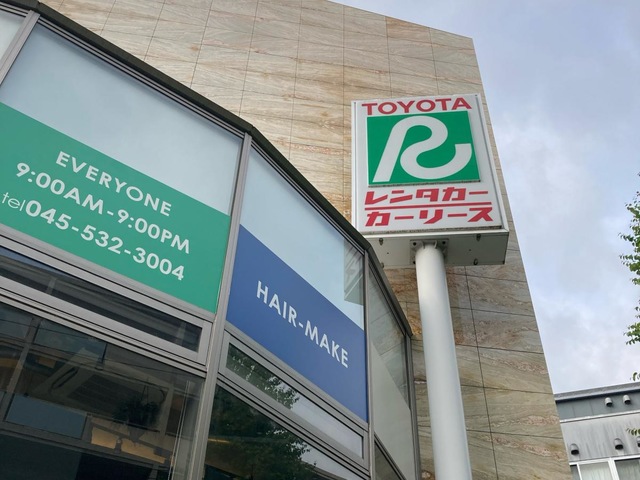 EVERYONE
9:00AM-9:00PM
tel045-532-3004
HAIR-MAKE
TOYOTA
R
レンタカー
カーリース